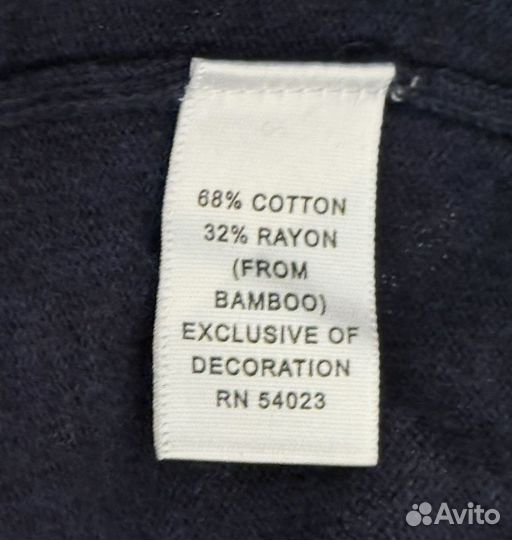 68% COTTON
32% RAYON
(FROM
BAMBOO)
EXCLUSIVE OF
DECORATION
RN 54023
Avito